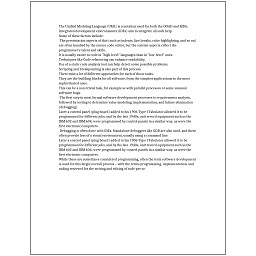 The Unified Modeling Language (UML) is a notation used for both the OOAD and MDA.
Integrated development environments (IDEs) aim to integrate all such help.
Some of these factors include:
The presentation aspects of this (such as indents, line breaks, color highlighting, and so on)
are often handled by the source code editor, but the content aspects reflect the
programmer's talent and skills.
It is usually easier to code in "high-level" languages than in "low-level" ones.
Techniques like Code refactoring can enhance readability.
Use of a static code analysis tool can help detect some possible problems.
Scripting and breakpointing is also part of this process.
There exist a lot of different approaches for each of those tasks.
They are the building blocks for all software, from the simplest applications to the most
sophisticated ones.
This can be a non-trivial task, for example as with parallel processes or some unusual
software bugs.
The first step in most formal software development processes is requirements analysis,
followed by testing to determine value modeling, implementation, and failure elimination
(debugging).
Later a control panel (plug board) added to his 1906 Type I Tabulator allowed it to be
programmed for different jobs, and by the late 1940s, unit record equipment such as the
IBM 602 and IBM 604, were programmed by control panels in a similar way, as were the
first electronic computers.
Debugging is often done with IDEs. Standalone debuggers like GDB are also used, and these
often provide less of a visual environment, usually using a command line.
Later a control panel (plug board) added to his 1906 Type I Tabulator allowed it to be
programmed for different jobs, and by the late 1940s, unit record equipment such as the
IBM 602 and IBM 604, were programmed by control panels in a similar way, as were the
first electronic computers.
While these are sometimes considered programming, often the term software development
is used for this larger overall process – with the terms programming, implementation, and
coding reserved for the writing and editing of code per se.